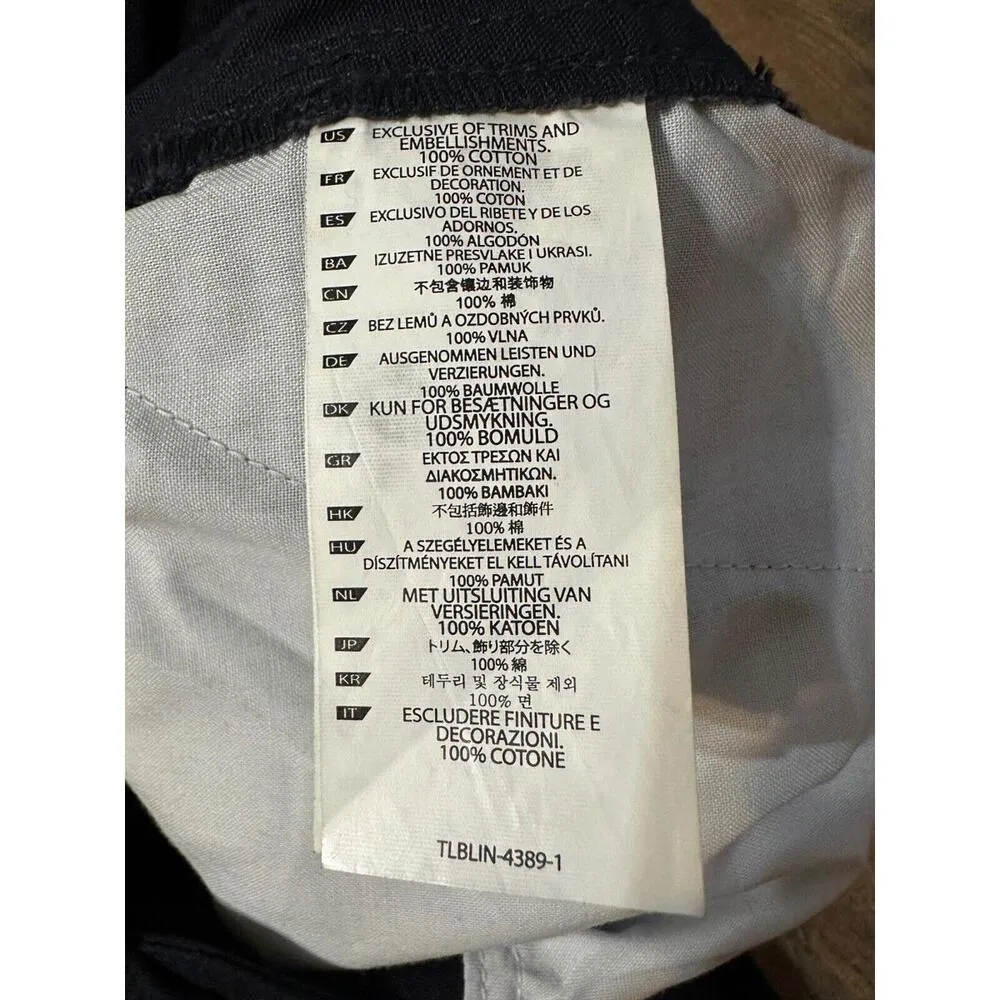 US EXCLUSIVE OF TRIMS AND
EMBELLISHMENTS.
100% COTTON
FR EXCLUSIF DE ORNEMENT ET DE
DECORATION.
100% COTON
ES EXCLUSIVO DEL RIBETE Y DE LOS
ADORNOS.
100% ALGODÓN
BA IZUZETNE PRESVLAKE I UKRASI.
100% PAMUK
CN 不包含镶边和装饰物
100% 棉
CZ BEZ LEMŮ A OZDOBNÝCH PRVKŮ.
100% VLNA
DE AUSGENOMMEN LEISTEN UND
VERZIERUNGEN.
100% BAUMWOLLE
DK KUN FOR BESÆTNINGER OG
UDSMYKNING.
100% BOMULD
GR ΕΚΤΟΣ ΤΡΕΣΩΝ ΚΑΙ
ΔΙΑΚΟΣΜΗΤΙΚΩΝ.
100% BAMBAKI
HK 不包括飾邊和飾件
100% 棉
HU A SZEGÉLYELEMEKET ÉS A
DÍSZÍTMÉNYEKET EL KELL TÁVOLÍTANI
100% PAMUT
NL MET UITSLUITING VAN
VERSIERINGEN.
100% KATOEN
JP トリム、飾り部分を除く
100% 綿
KR 테두리 및 장식물 제외
100% 면
IT ESCLUDERE FINITURE E
DECORAZIONI.
100% COTONE
TLBLIN-4389-1